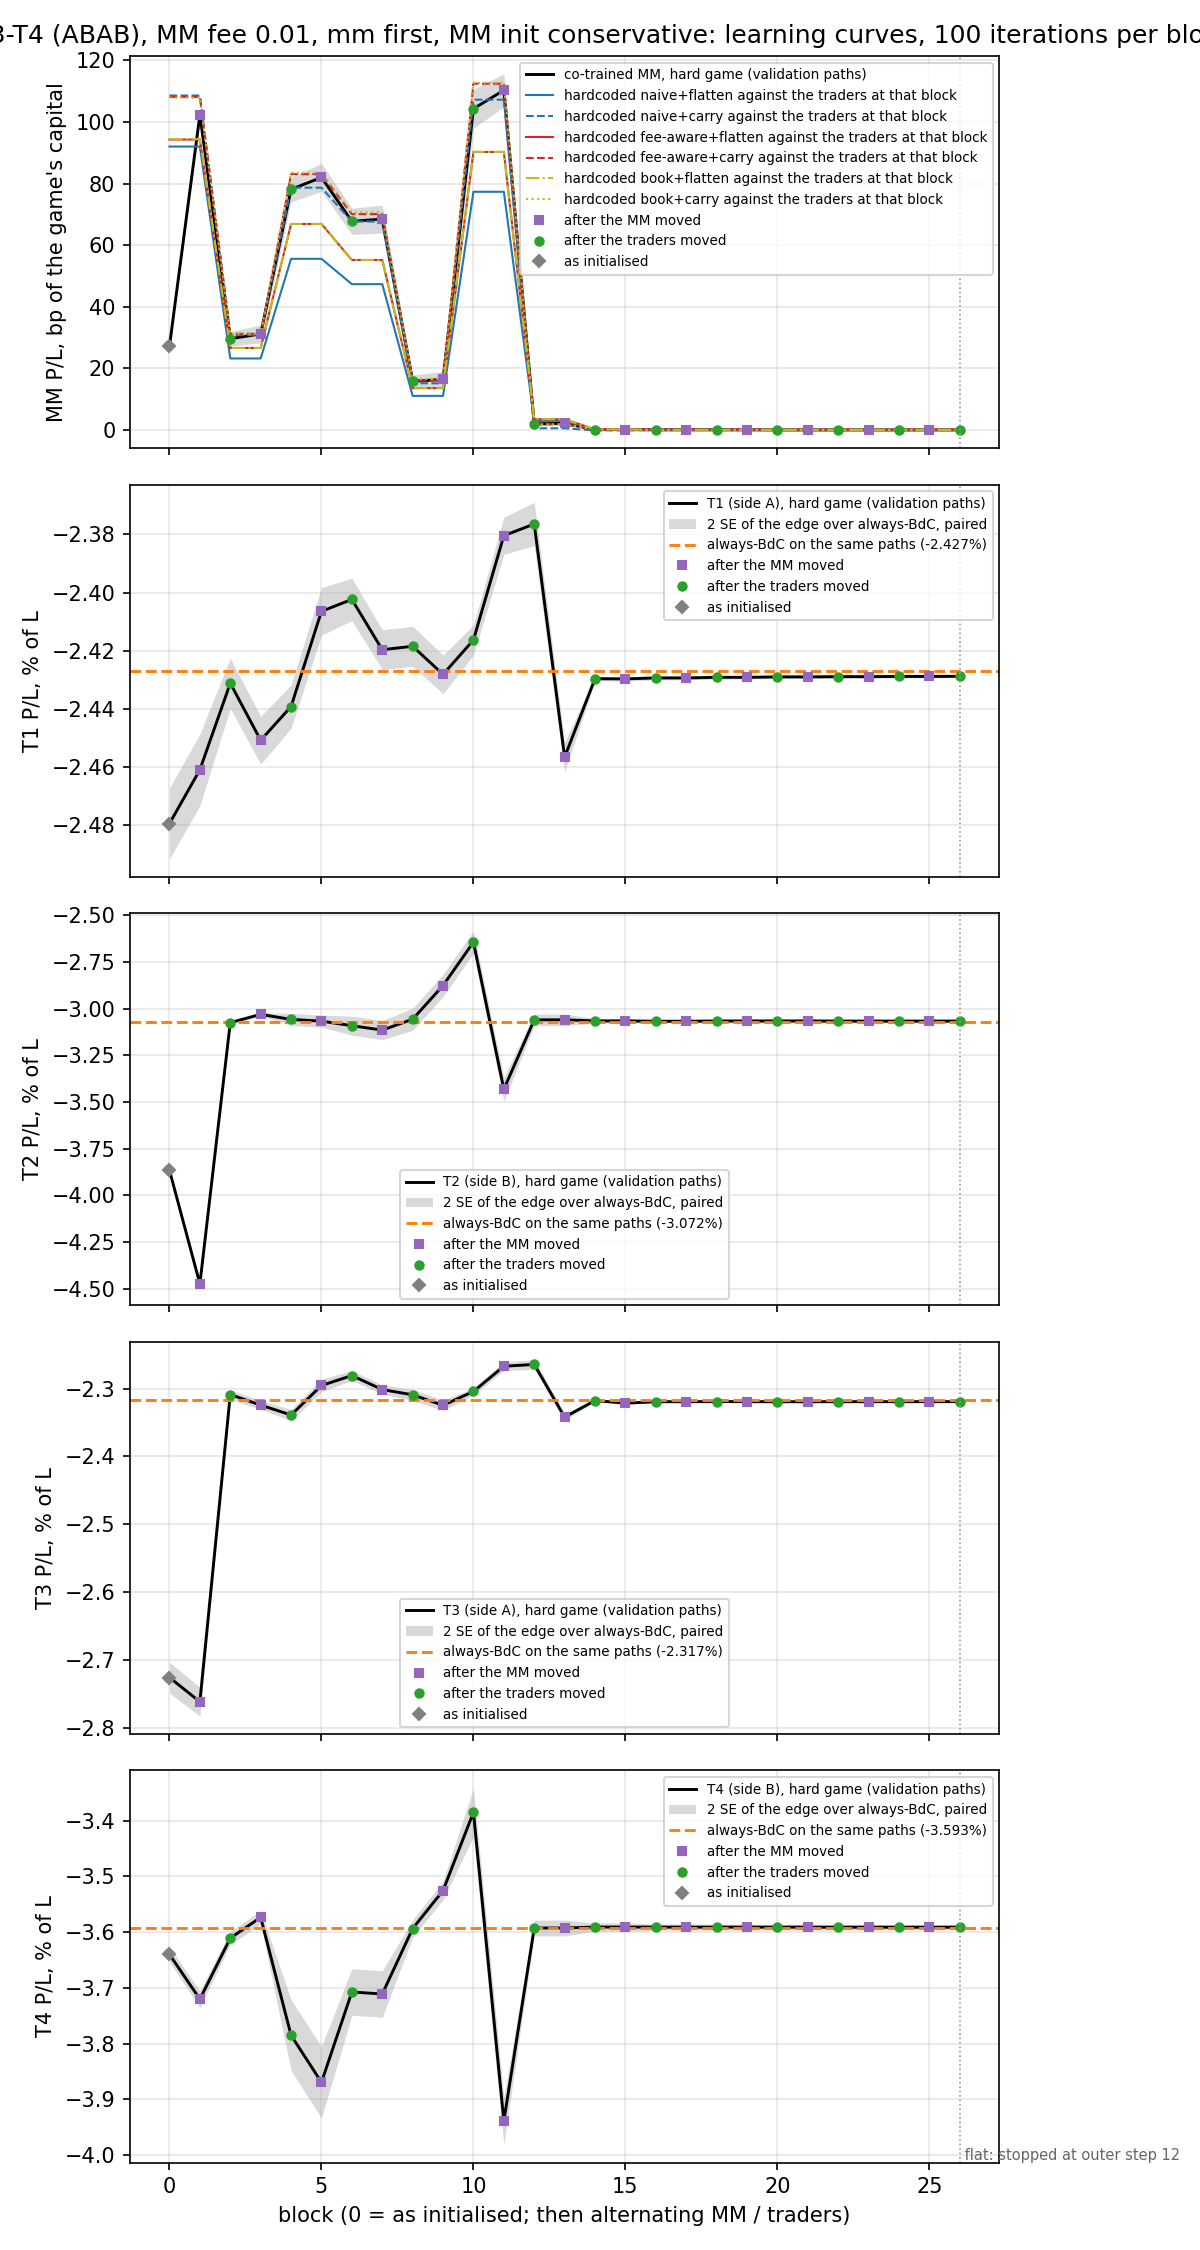 3-T4 (ABAB), MM fee 0.01, mm first, MM init conservative: learning curves, 100 iterations per blo
MM P/L, bp of the game's capital
120
100
80
60
40
20
0
co-trained MM, hard game (validation paths)
hardcoded naive+flatten against the traders at that block
hardcoded naive+carry against the traders at that block
hardcoded fee-aware+flatten against the traders at that block
hardcoded fee-aware+carry against the traders at that block
hardcoded book+flatten against the traders at that block
hardcoded book+carry against the traders at that block
after the MM moved
after the traders moved
as initialised
T1 P/L, % of L
−2.38
−2.40
−2.42
−2.44
−2.46
−2.48
T1 (side A), hard game (validation paths)
2 SE of the edge over always-BdC, paired
always-BdC on the same paths (-2.427%)
after the MM moved
after the traders moved
as initialised
T2 P/L, % of L
−2.50
−2.75
−3.00
−3.25
−3.50
−3.75
−4.00
−4.25
−4.50
T2 (side B), hard game (validation paths)
2 SE of the edge over always-BdC, paired
always-BdC on the same paths (-3.072%)
after the MM moved
after the traders moved
as initialised
T3 P/L, % of L
−2.3
−2.4
−2.5
−2.6
−2.7
−2.8
T3 (side A), hard game (validation paths)
2 SE of the edge over always-BdC, paired
always-BdC on the same paths (-2.317%)
after the MM moved
after the traders moved
as initialised
T4 P/L, % of L
−3.4
−3.5
−3.6
−3.7
−3.8
−3.9
−4.0
T4 (side B), hard game (validation paths)
2 SE of the edge over always-BdC, paired
always-BdC on the same paths (-3.593%)
after the MM moved
after the traders moved
as initialised
flat: stopped at outer step 12
0 5 10 15 20 25
block (0 = as initialised; then alternating MM / traders)